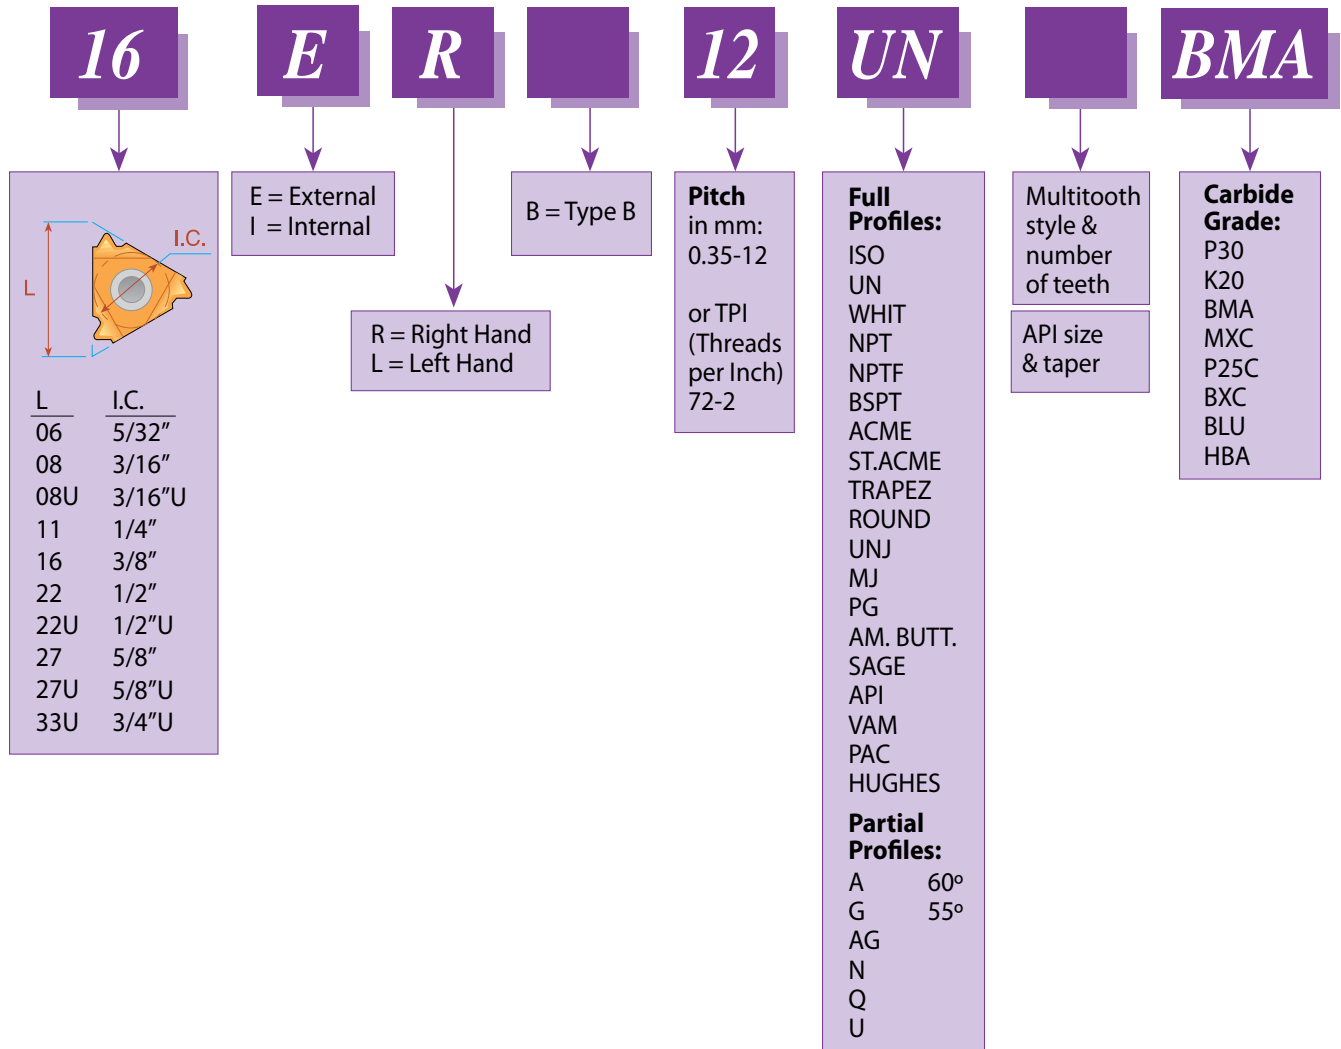 16 E R 12 UN BMA
I.C.
L
L I.C.
06 5/32”
08 3/16”
08U 3/16”U
11 1/4”
16 3/8”
22 1/2”
22U 1/2”U
27 5/8”
27U 5/8”U
33U 3/4”U
E = External
I = Internal
R = Right Hand
L = Left Hand
B = Type B
Pitch
in mm:
0.35-12
or TPI
(Threads
per Inch)
72-2
Full
Profiles:
ISO
UN
WHIT
NPT
NPTF
BSPT
ACME
ST.ACME
TRAPEZ
ROUND
UNJ
MJ
PG
AM. BUTT.
SAGE
API
VAM
PAC
HUGHES
Partial
Profiles:
A 60º
G 55º
AG
N
Q
U
Multitooth
style &
number
of teeth
API size
& taper
Carbide
Grade:
P30
K20
BMA
MXC
P25C
BXC
BLU
HBA